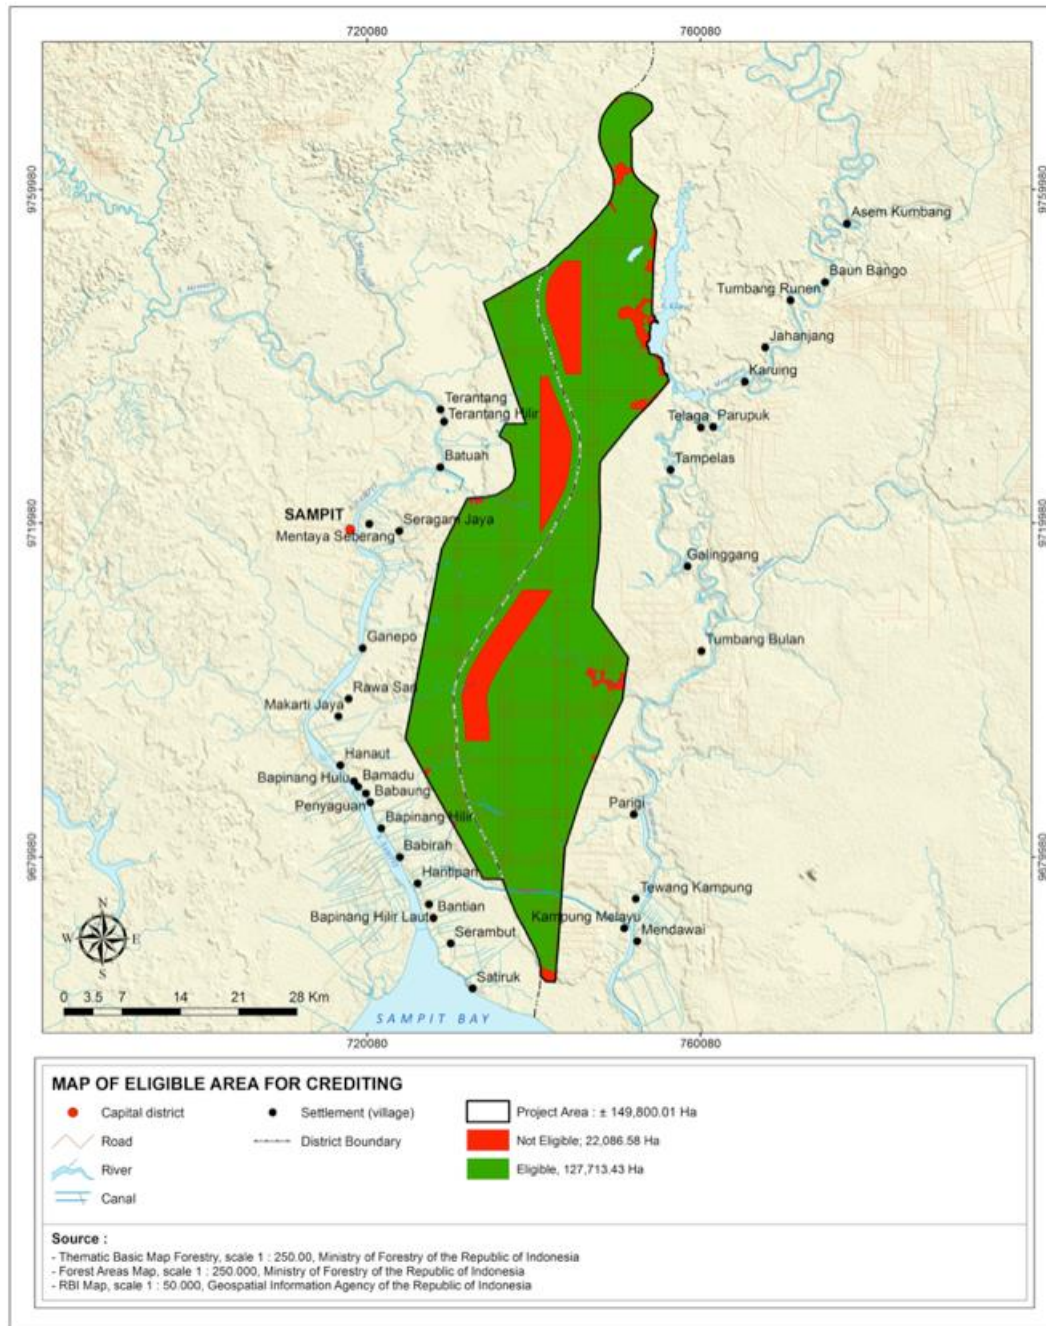 720080
760080
9759980
9759980
Asem Kumbang
Baun Bango
Tumbang Runen
Jahanjang
Karuing
Terantang
Terantang Hilir
Telaga
Parupuk
Batuah
Tampelas
SAMPIT
Seragam Jaya
Mentaya Seberang
9719980
9719980
Galinggang
Ganepo
Tumbang Bulan
Rawa Sari
Makarti Jaya
Hanaut
Bapinang Hulu
Bamadu
Babaung
Penyaguan
Parigi
Bapinang Hilir
Babirah
9679980
9679980
Hantipan
Tewang Kampung
Bantian
Bapinang Hilir Laut
Kampung Melayu
Mendawai
Serambut
Satiruk
N
W E
S
0 3.5 7 14 21 28 Km
SAMPIT BAY
720080
760080
MAP OF ELIGIBLE AREA FOR CREDITING
Capital district
Settlement (village)
Project Area : ± 149,800.01 Ha
Road
District Boundary
Not Eligible; 22,086.58 Ha
River
Eligible, 127,713.43 Ha
Canal
Source :
- Thematic Basic Map Forestry, scale 1 : 250.00, Ministry of Forestry of the Republic of Indonesia
- Forest Areas Map, scale 1 : 250.000, Ministry of Forestry of the Republic of Indonesia
- RBI Map, scale 1 : 50.000, Geospatial Information Agency of the Republic of Indonesia